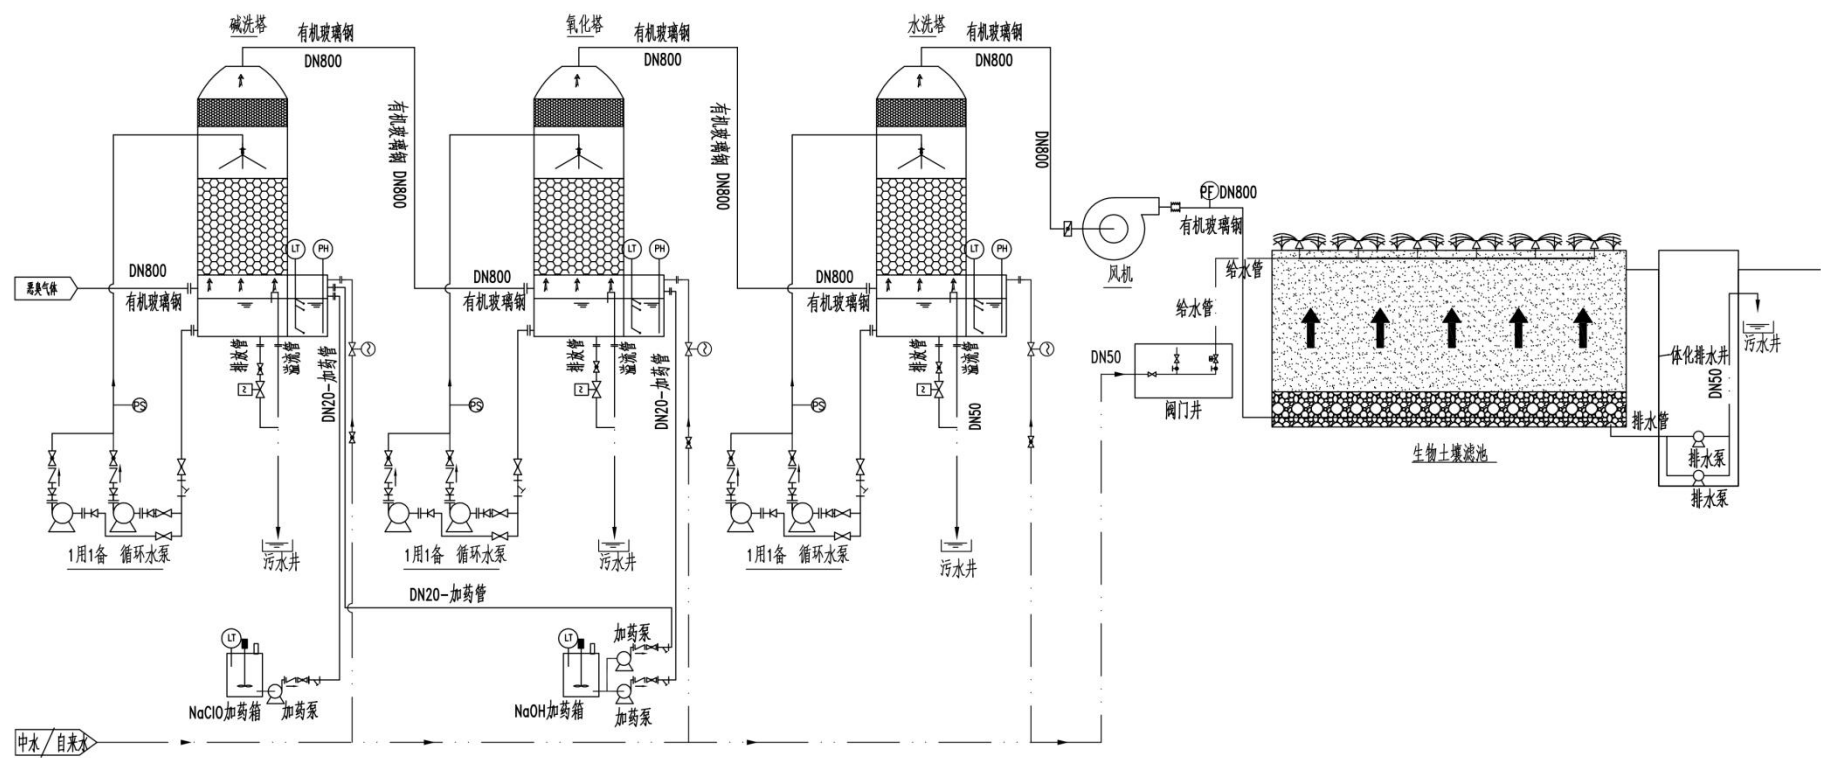 碱洗塔
有机玻璃钢
DN800
氧化塔
有机玻璃钢
DN800
水洗塔
有机玻璃钢
DN800
有机玻璃钢 DN800
有机玻璃钢 DN800
DN800
LT
PH
LT
PH
LT
PH
PF
DN800
有机玻璃钢
风机
恶臭气体
DN800
有机玻璃钢
DN800
有机玻璃钢
DN800
有机玻璃钢
给水管
给水管
DN50
阀门井
排放管
溢流管
DN20-加药管
排放管
溢流管
DN20-加药管
排放管
溢流管
DN50
PS
PS
PS
一体化排水井
DN50
污水井
排水管
排水泵
排水泵
生物土壤滤池
1用1备 循环水泵
污水井
1用1备 循环水泵
污水井
1用1备 循环水泵
污水井
DN20-加药管
LT
NaClO加药箱
加药泵
LT
加药泵
NaOH加药箱
加药泵
中水/自来水